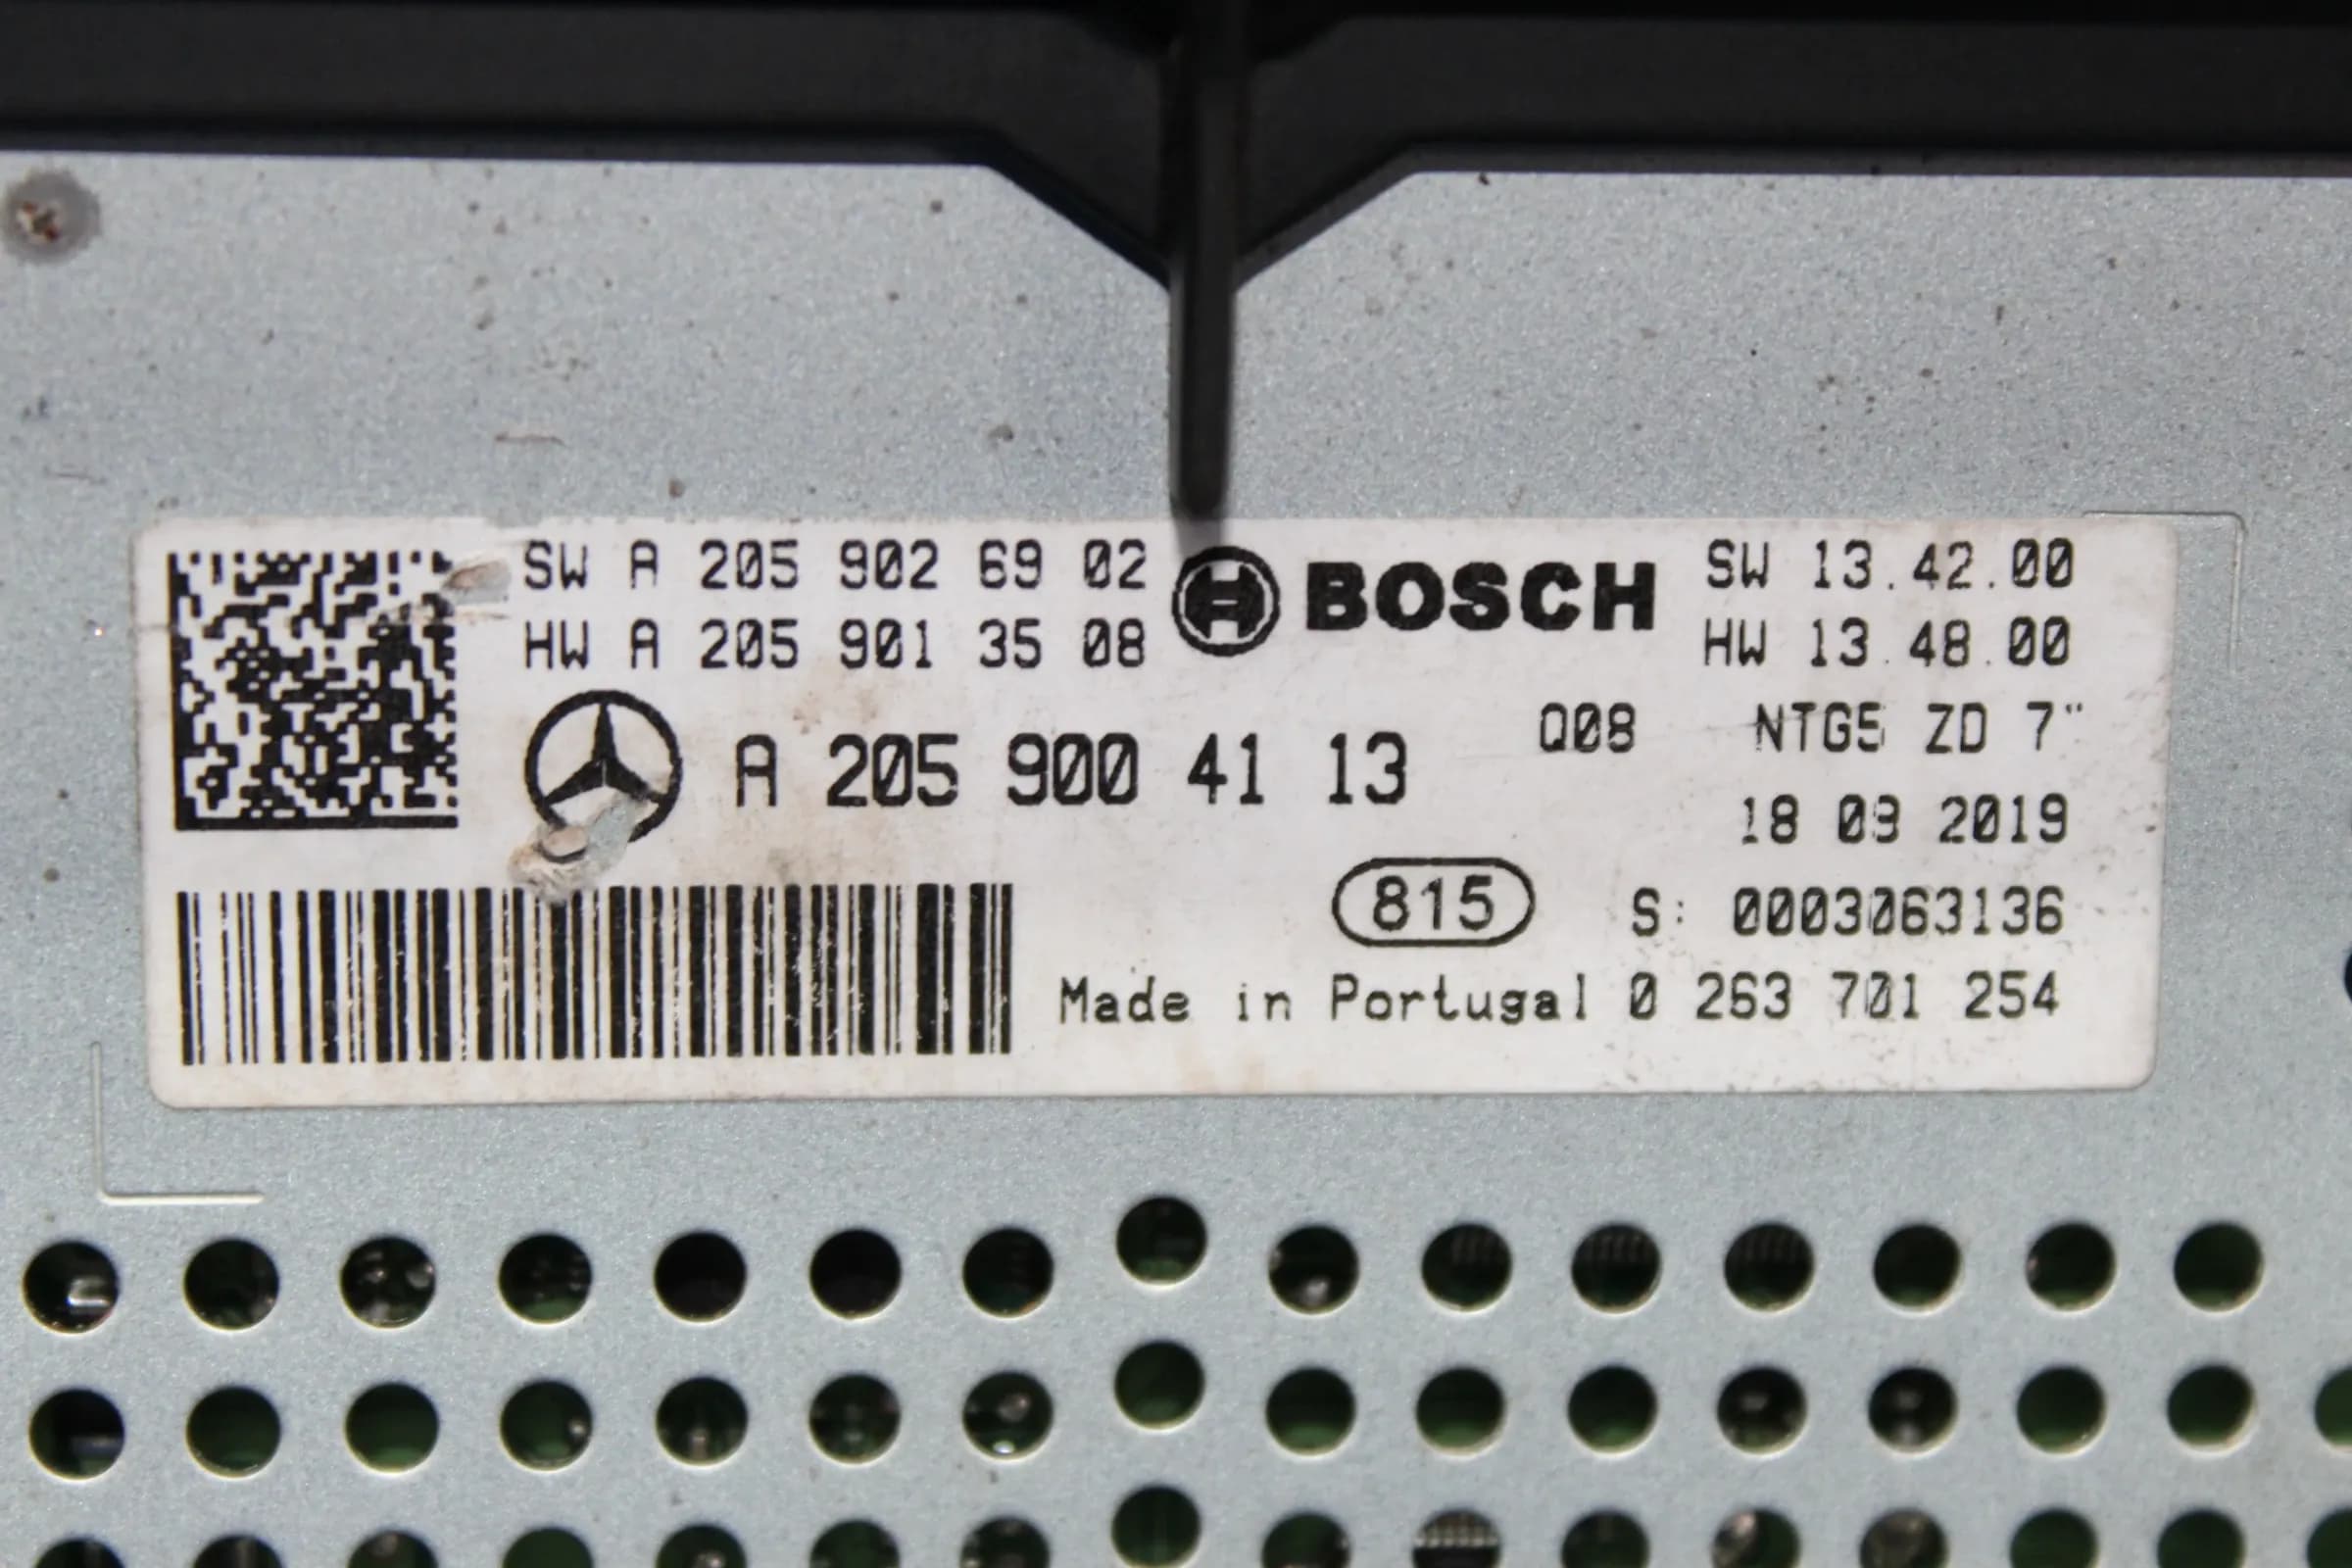 SW A 205 902 69 02
HW A 205 901 35 08
BOSCH
SW 13.42.00
HW 13.48.00
A 205 900 41 13
Q08 NTG5 ZD 7"
18 09 2019
815
S: 0003063136
Made in Portugal 0 263 701 254